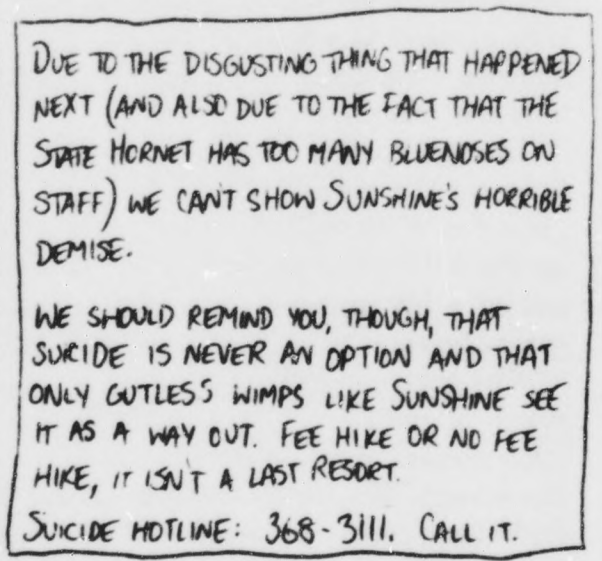 DUE TO THE DISGUSTING THING THAT HAPPENED
NEXT (AND ALSO DUE TO THE FACT THAT THE
STATE HORNET HAS TOO MANY BLUENOSES ON
STAFF) WE CAN'T SHOW SUNSHINE'S HORRIBLE
DEMISE.
WE SHOULD REMIND YOU, THOUGH, THAT
SUICIDE IS NEVER AN OPTION AND THAT
ONLY GUTLESS WIMPS LIKE SUNSHINE SEE
IT AS A WAY OUT. FEE HIKE OR NO FEE
HIKE, IT ISN'T A LAST RESORT.
SUICIDE HOTLINE: 368-3111. CALL IT.